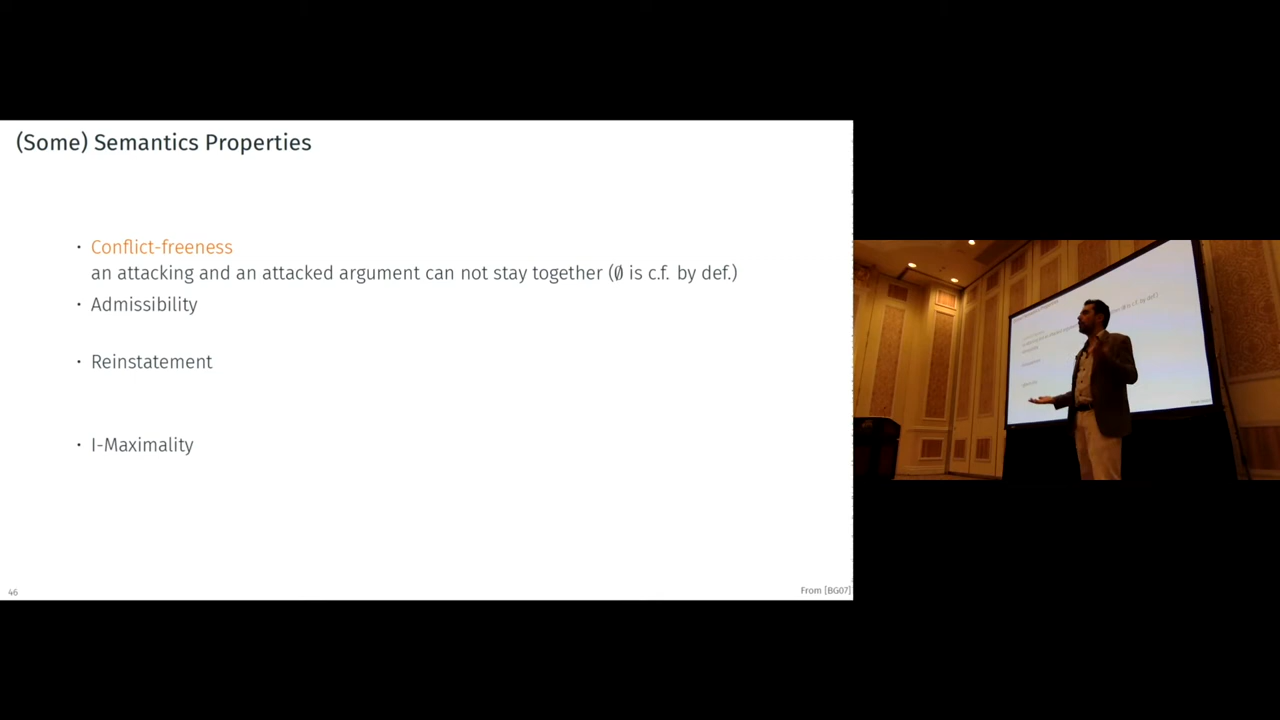 (Some) Semantics Properties
· Conflict-freeness
an attacking and an attacked argument can not stay together (∅ is c.f. by def.)
· Admissibility
· Reinstatement
· I-Maximality
46
From [BG07]